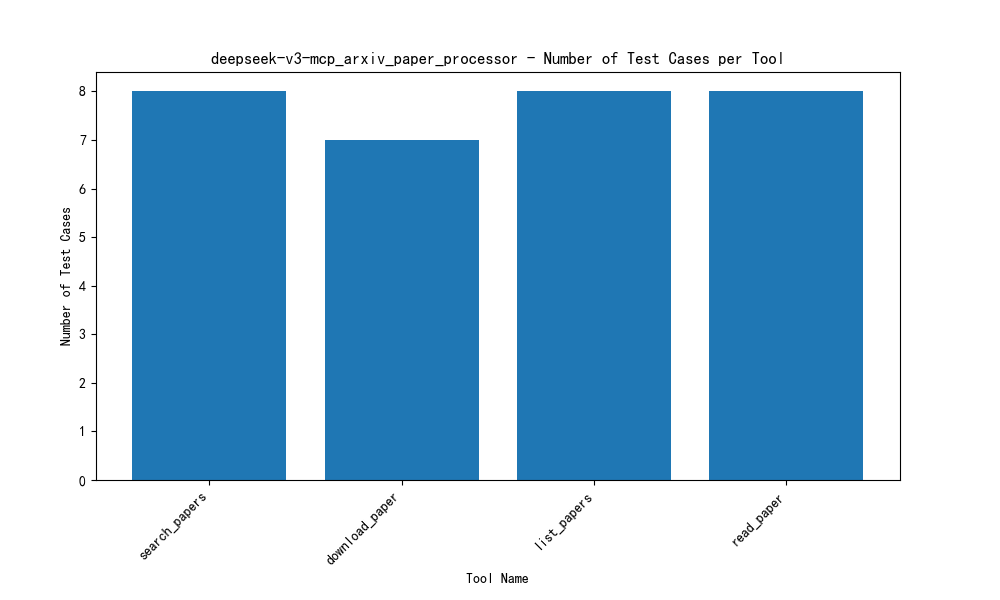 deepseek-v3-mcp_arxiv_paper_processor - Number of Test Cases per Tool
Number of Test Cases
8
7
6
5
4
3
2
1
0
search_papers
download_paper
list_papers
read_paper
Tool Name